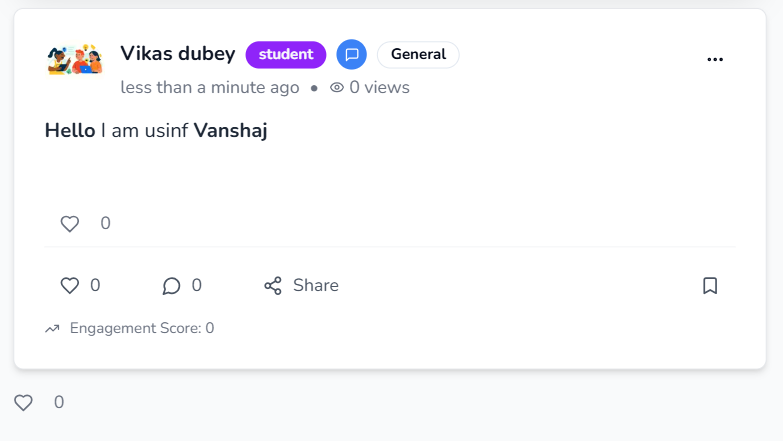 Vikas dubey student General
less than a minute ago • 0 views
Hello I am usinf Vanshaj
0
0 0 Share
Engagement Score: 0
0